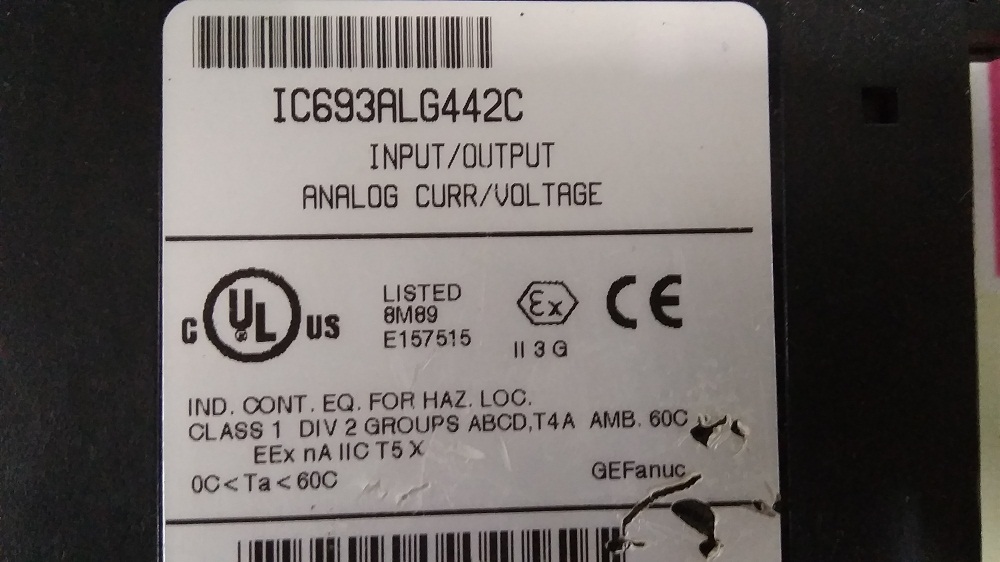 IC693ALG442C
INPUT/OUTPUT
ANALOG CURR/VOLTAGE
C UL US
LISTED
8M89
E157515
Ex
II 3 G
CE
IND. CONT. EQ. FOR HAZ. LOC.
CLASS 1 DIV 2 GROUPS ABCD,T4A AMB. 60C
EEx nA IIC T5 X
0C<Ta<60C
GEFanuc